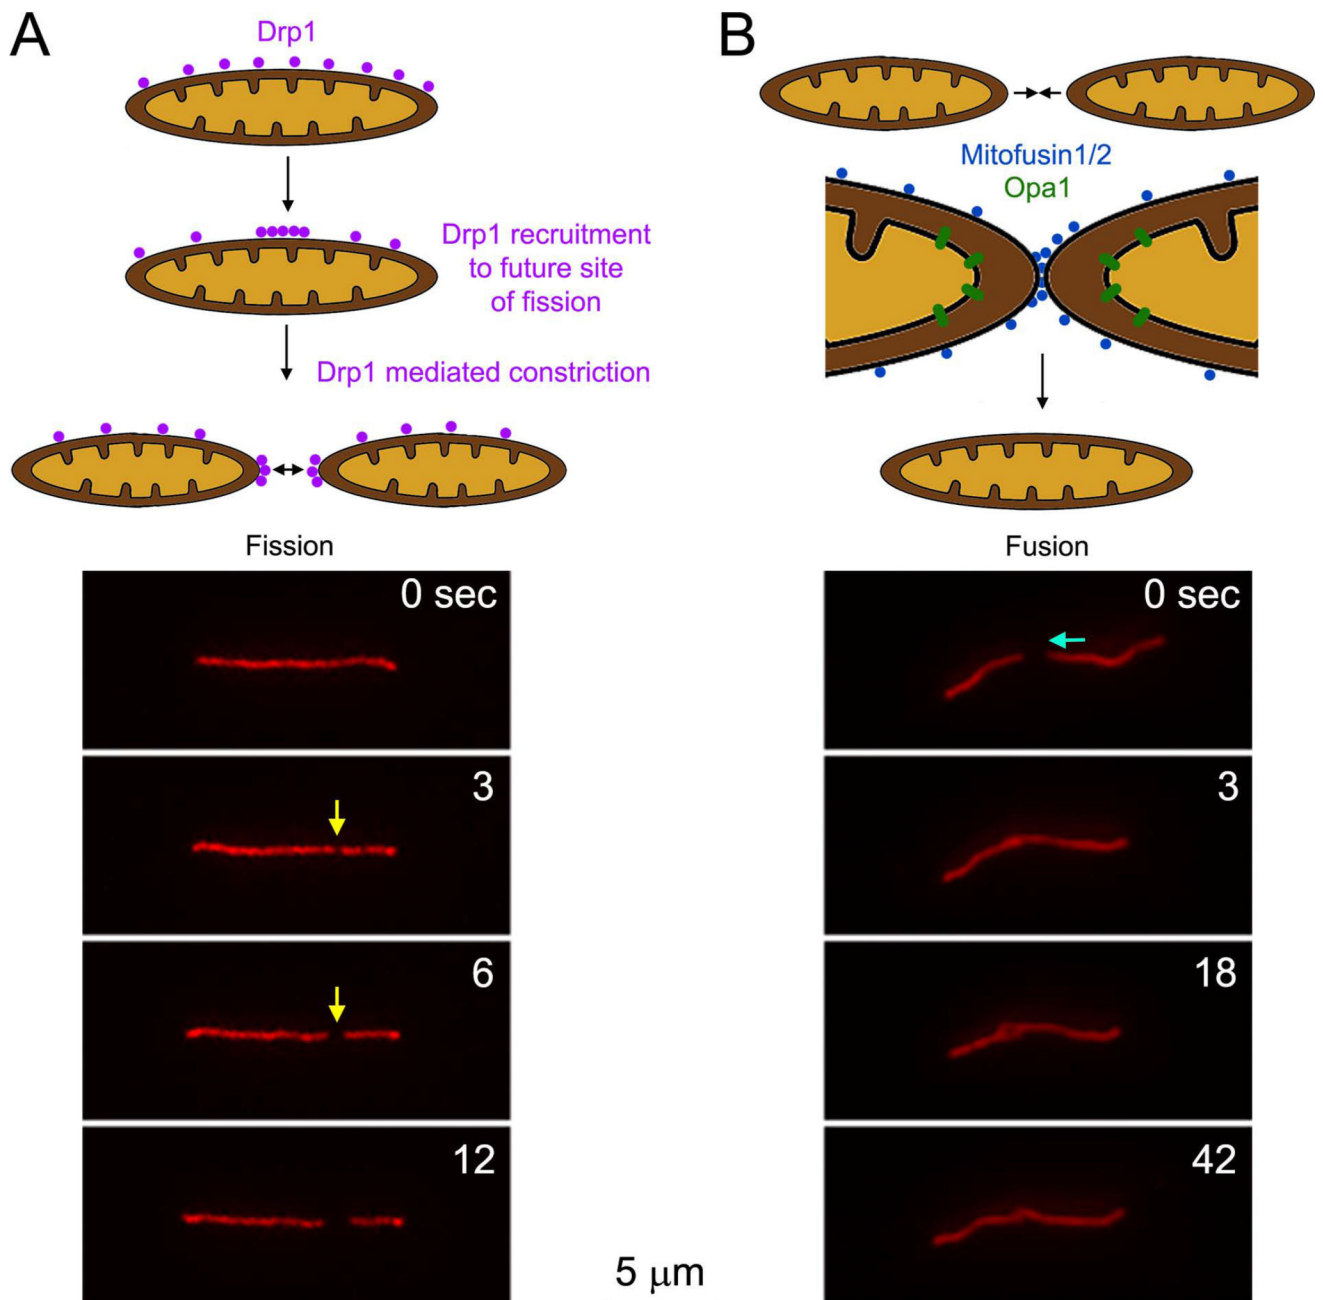 A
Drp1
Drp1 recruitment
to future site
of fission
Drp1 mediated constriction
Fission
0 sec
3
6
12
B
Mitofusin1/2
Opa1
Fusion
0 sec
3
18
42
5 μm